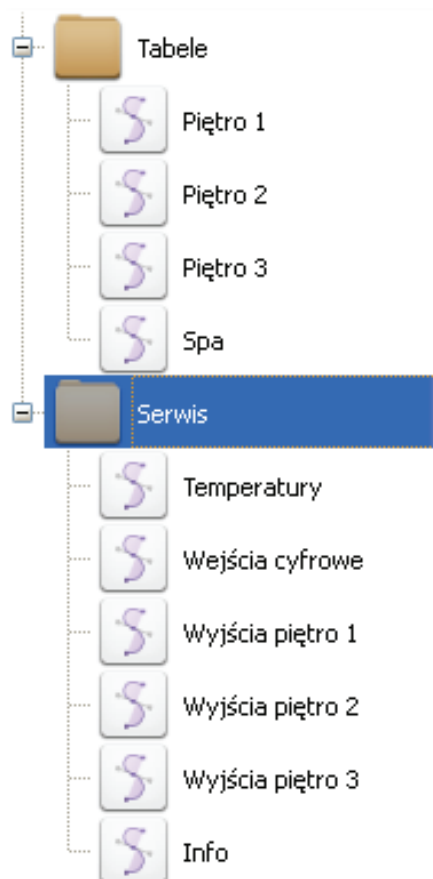 Tabele
Piętro 1
Piętro 2
Piętro 3
Spa
Serwis
Temperatury
Wejścia cyfrowe
Wyjścia piętro 1
Wyjścia piętro 2
Wyjścia piętro 3
Info